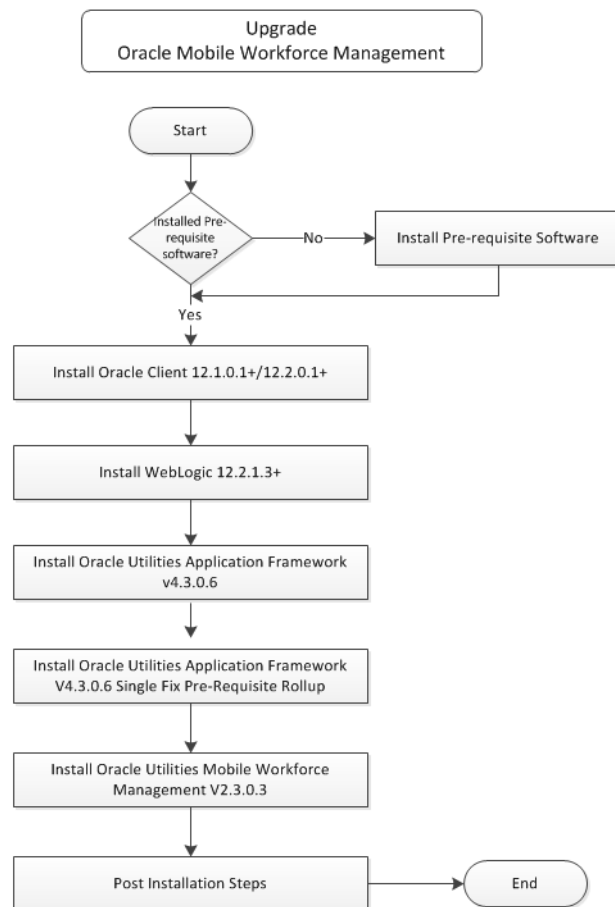 Upgrade
Oracle Mobile Workforce Management
Start
Installed Pre-
requisite
software?
No
Install Pre-requisite Software
Yes
Install Oracle Client 12.1.0.1+/12.2.0.1+
Install WebLogic 12.2.1.3+
Install Oracle Utilities Application Framework
v4.3.0.6
Install Oracle Utilities Application Framework
V4.3.0.6 Single Fix Pre-Requisite Rollup
Install Oracle Utilities Mobile Workforce
Management V2.3.0.3
Post Installation Steps
End